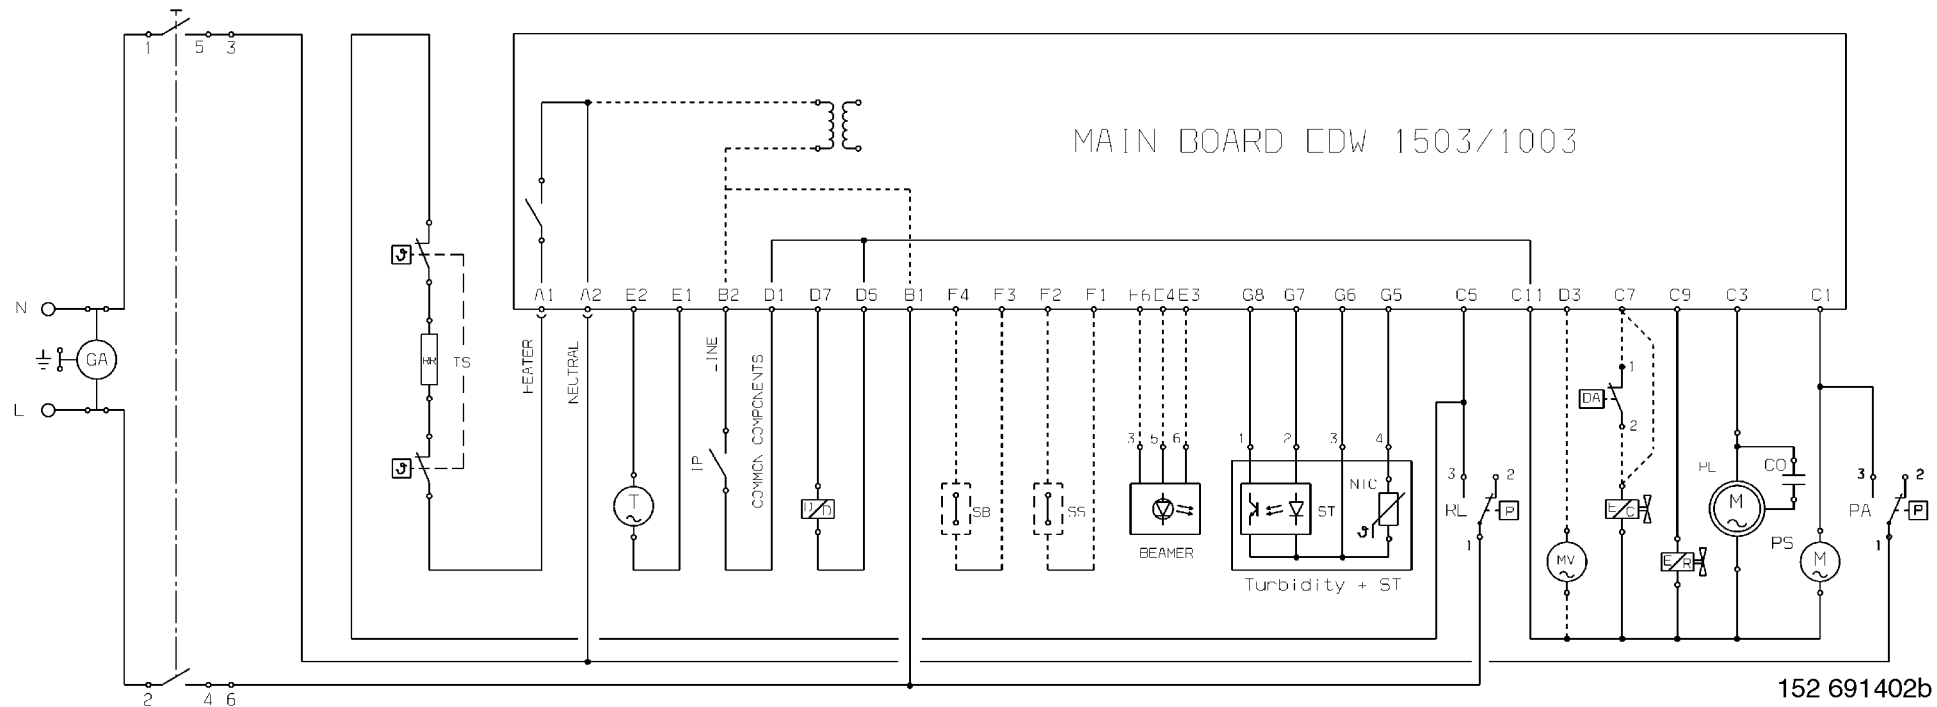 1 5 3
MAIN BOARD EDW 1503/1003
N
A1 A2 E2 E1 B2 D1 D7 D5 B1 F4 F3 F2 F1 H6 E4 E3 G8 G7 G6 G5 C5 C11 D3 C7 C9 C3 C1
GA
ϑ
RR
TS
ϑ
L
HEATER
NEUTRAL
LINE
COMMON COMPONENTS
T
IP
D D
SB
SS
3 5 6
BEAMER
1 2 3 4
NTC
ϑ
ST
Turbidity + ST
3 2
RL
P
1
MV
1
DA
2
E C
E R
PL
M
CO
PS
M
3 2
PA
P
1
2 4 6
152 691402b